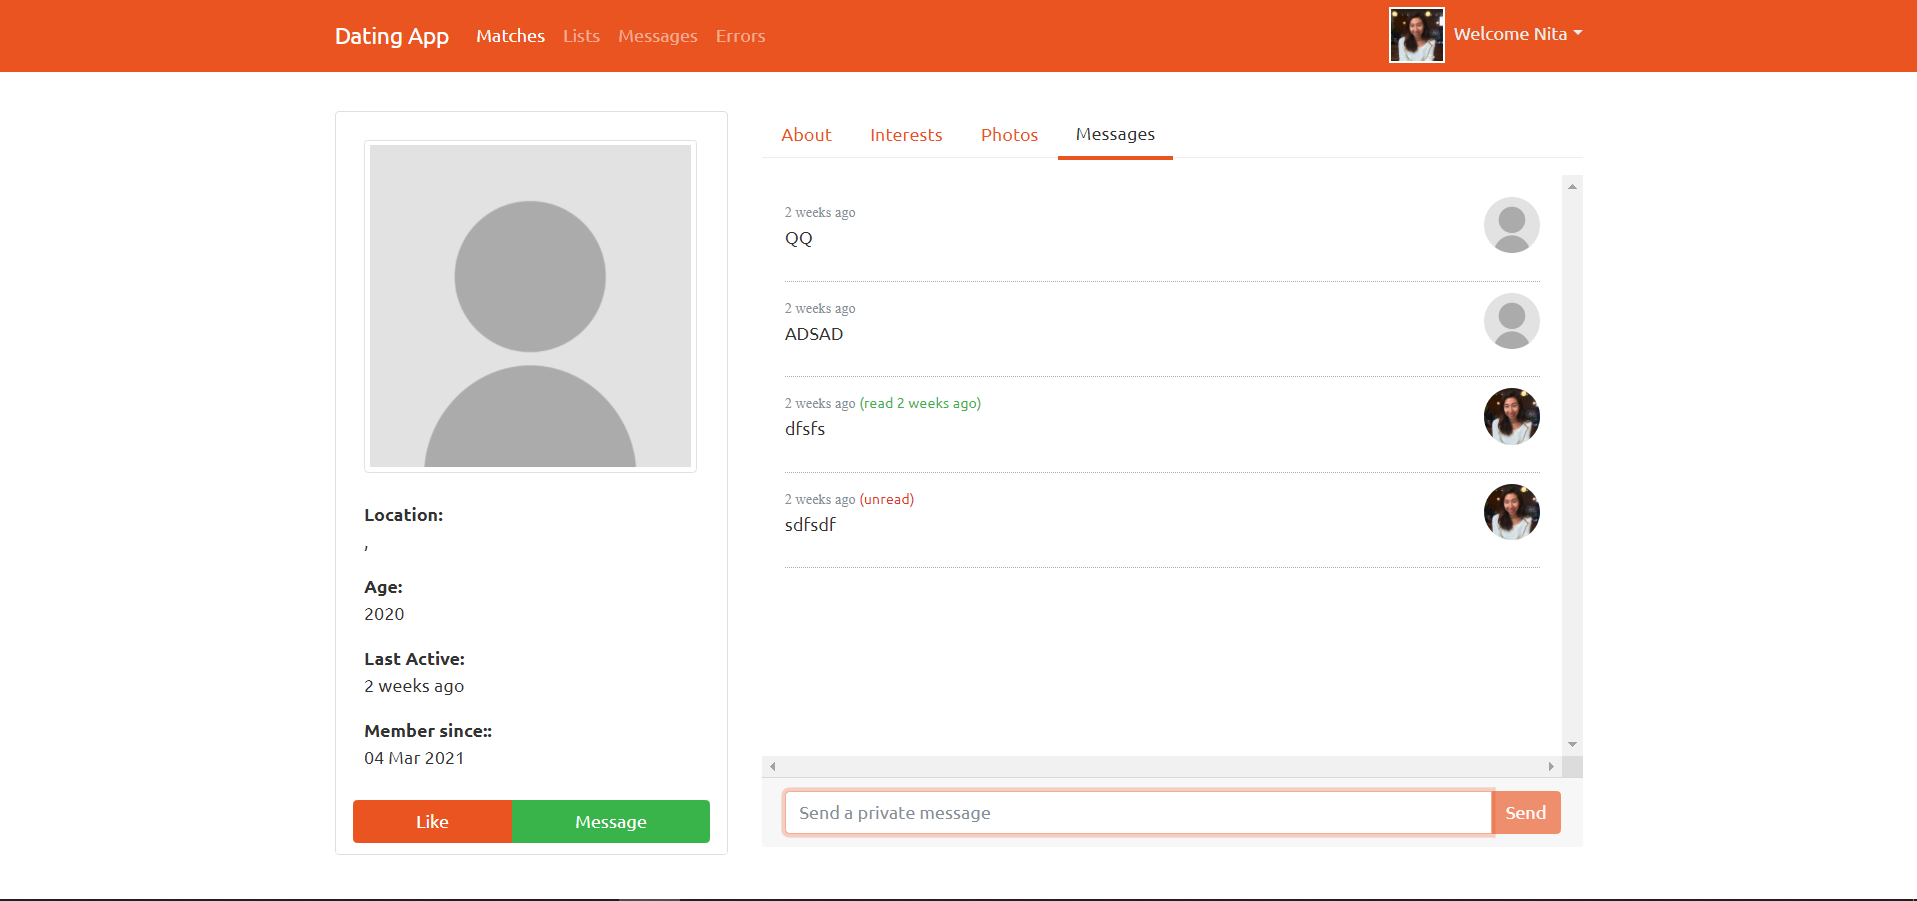 Dating App Matches Lists Messages Errors Welcome Nita
About Interests Photos Messages
2 weeks ago
QQ
2 weeks ago
ADSAD
2 weeks ago (read 2 weeks ago)
dfsfs
2 weeks ago (unread)
sdfsdf
Send a private message Send
Location:
,
Age:
2020
Last Active:
2 weeks ago
Member since::
04 Mar 2021
Like Message